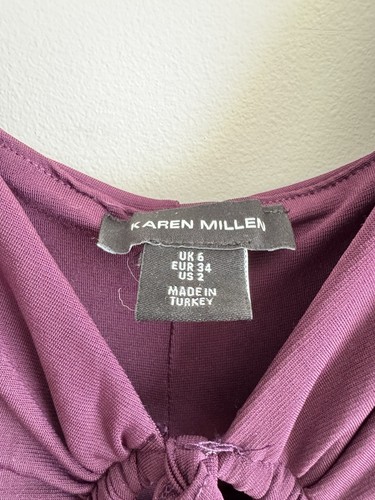 KAREN MILLEN
UK 6
EUR 34
US 2
MADE IN
TURKEY